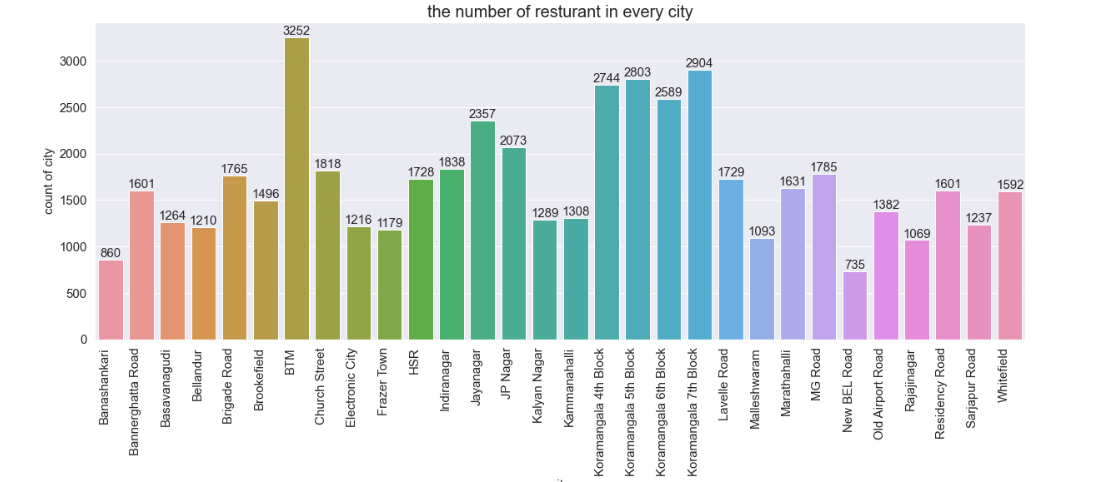 the number of resturant in every city
count of city
3000
2500
2000
1500
1000
500
0
860
1601
1264
1210
1765
1496
3252
1818
1216
1179
1728
1838
2357
2073
1289
1308
2744
2803
2589
2904
1729
1093
1631
1785
735
1382
1069
1601
1237
1592
Banashankari
Bannerghatta Road
Basavanagudi
Bellandur
Brigade Road
Brookefield
BTM
Church Street
Electronic City
Frazer Town
HSR
Indiranagar
Jayanagar
JP Nagar
Kalyan Nagar
Kammanahalli
Koramangala 4th Block
Koramangala 5th Block
Koramangala 6th Block
Koramangala 7th Block
Lavelle Road
Malleshwaram
Marathahalli
MG Road
New BEL Road
Old Airport Road
Rajajinagar
Residency Road
Sarjapur Road
Whitefield